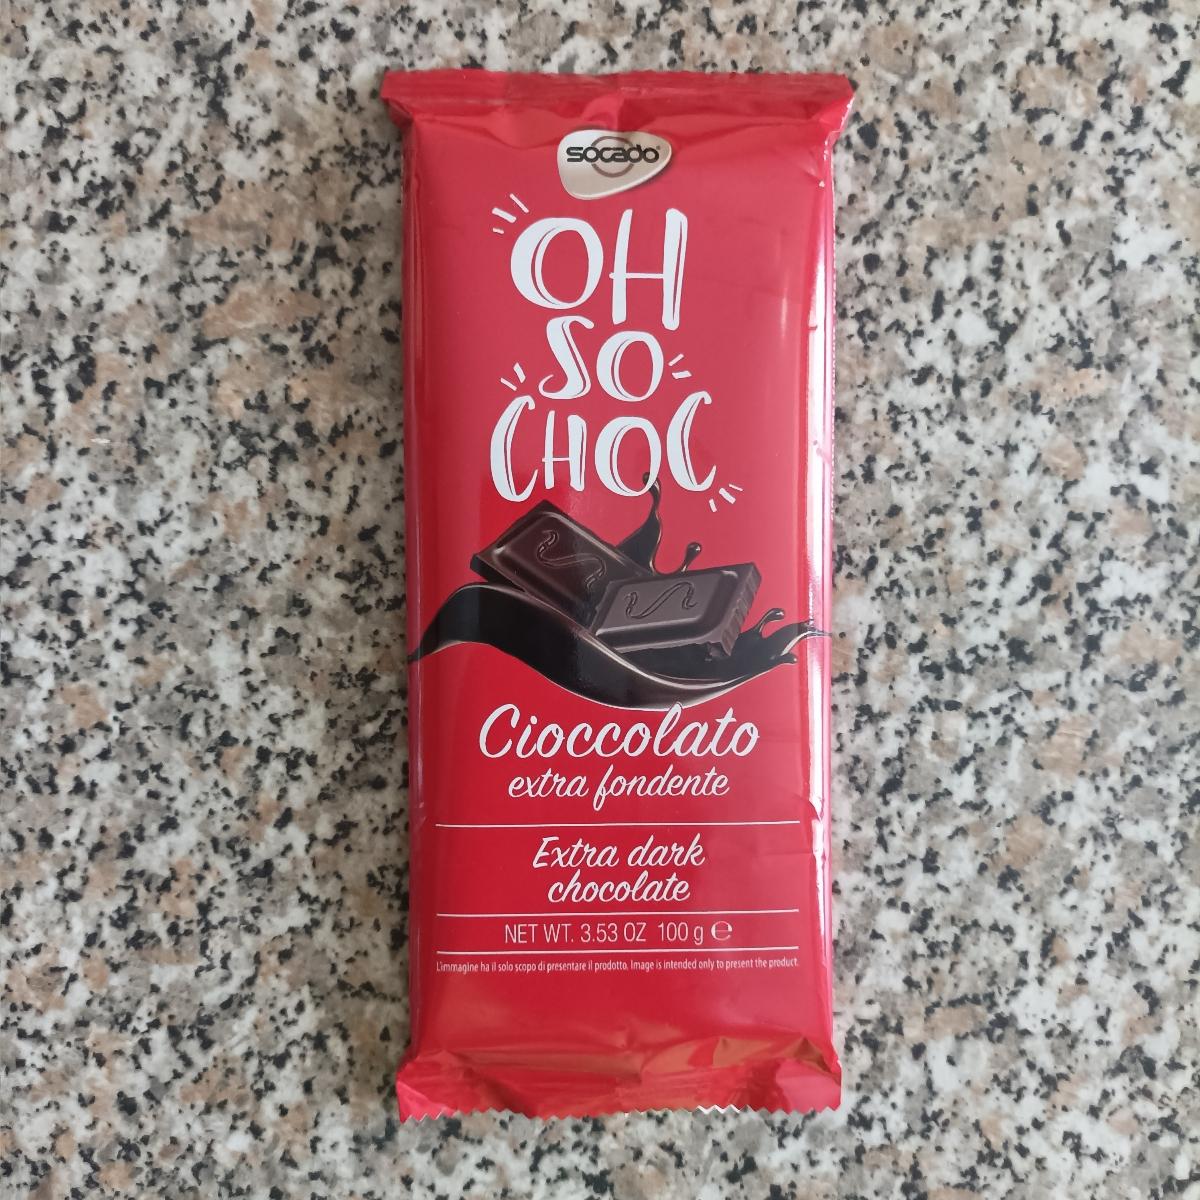 socado
OH
SO
CHOC
Cioccolato
extra fondente
Extra dark
chocolate
NET WT. 3.53 OZ 100 g ℮
L'immagine ha il solo scopo di presentare il prodotto. Image is intended only to present the product.